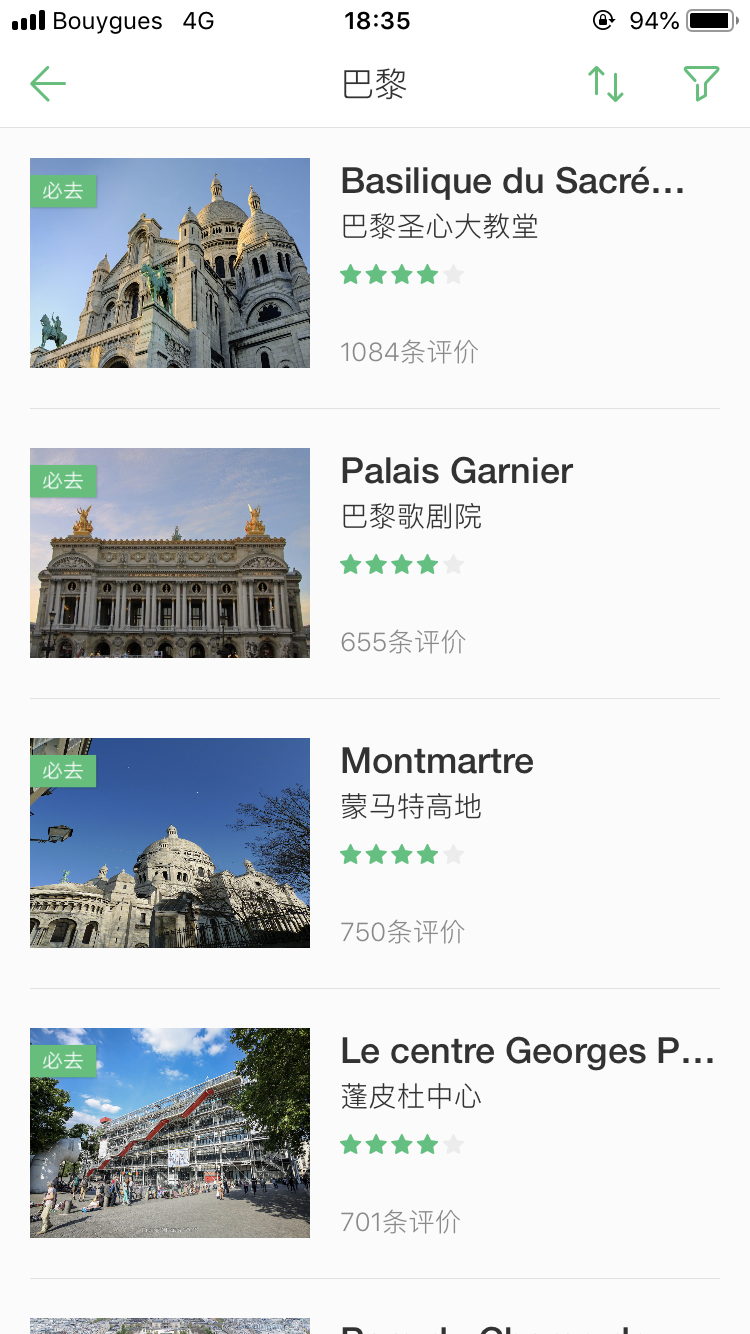 Bouygues 4G 18:35 94%
巴黎
必去
Basilique du Sacré...
巴黎圣心大教堂
1084条评价
必去
Palais Garnier
巴黎歌剧院
655条评价
必去
Montmartre
蒙马特高地
750条评价
必去
Le centre Georges P...
蓬皮杜中心
701条评价